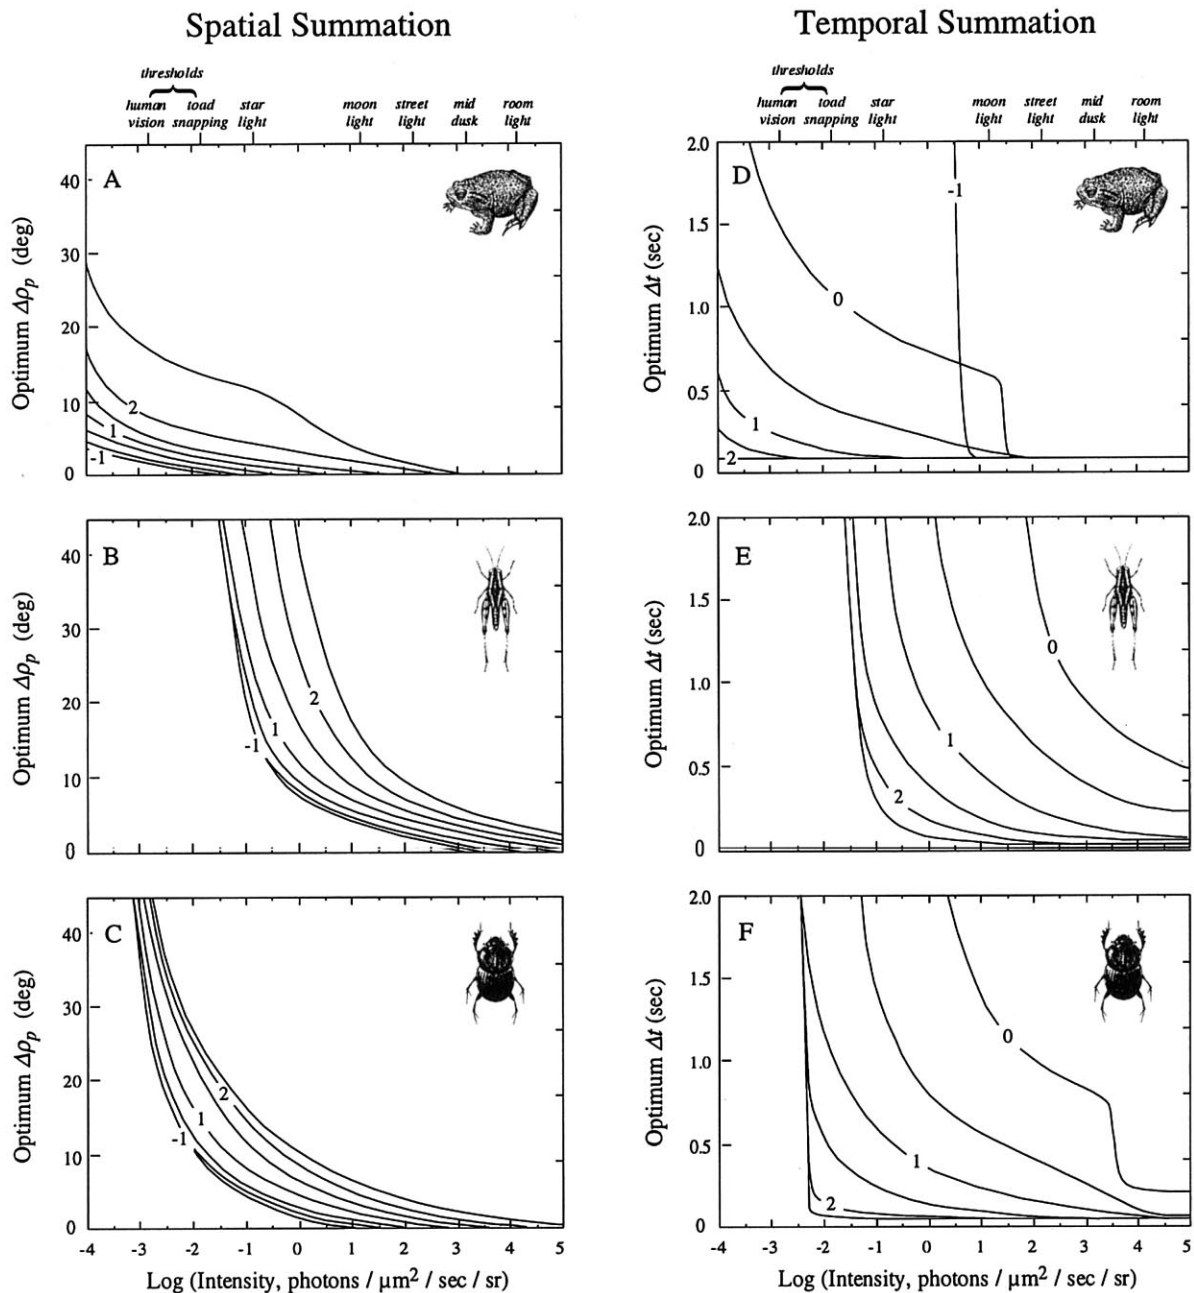 Spatial Summation
Temporal Summation
thresholds
human vision
toad snapping
star light
moon light
street light
mid dusk
room light
thresholds
human vision
toad snapping
star light
moon light
street light
mid dusk
room light
A
Optimum Δρp (deg)
40
30
20
10
0
2
1
-1
D
Optimum Δt (sec)
2.0
1.5
1.0
0.5
0
-1
0
1
-2
B
Optimum Δρp (deg)
40
30
20
10
0
2
1
-1
E
Optimum Δt (sec)
2.0
1.5
1.0
0.5
0
0
1
2
C
Optimum Δρp (deg)
40
30
20
10
0
2
1
-1
-4 -3 -2 -1 0 1 2 3 4 5
Log (Intensity, photons / μm² / sec / sr)
F
Optimum Δt (sec)
2.0
1.5
1.0
0.5
0
0
1
2
-4 -3 -2 -1 0 1 2 3 4 5
Log (Intensity, photons / μm² / sec / sr)